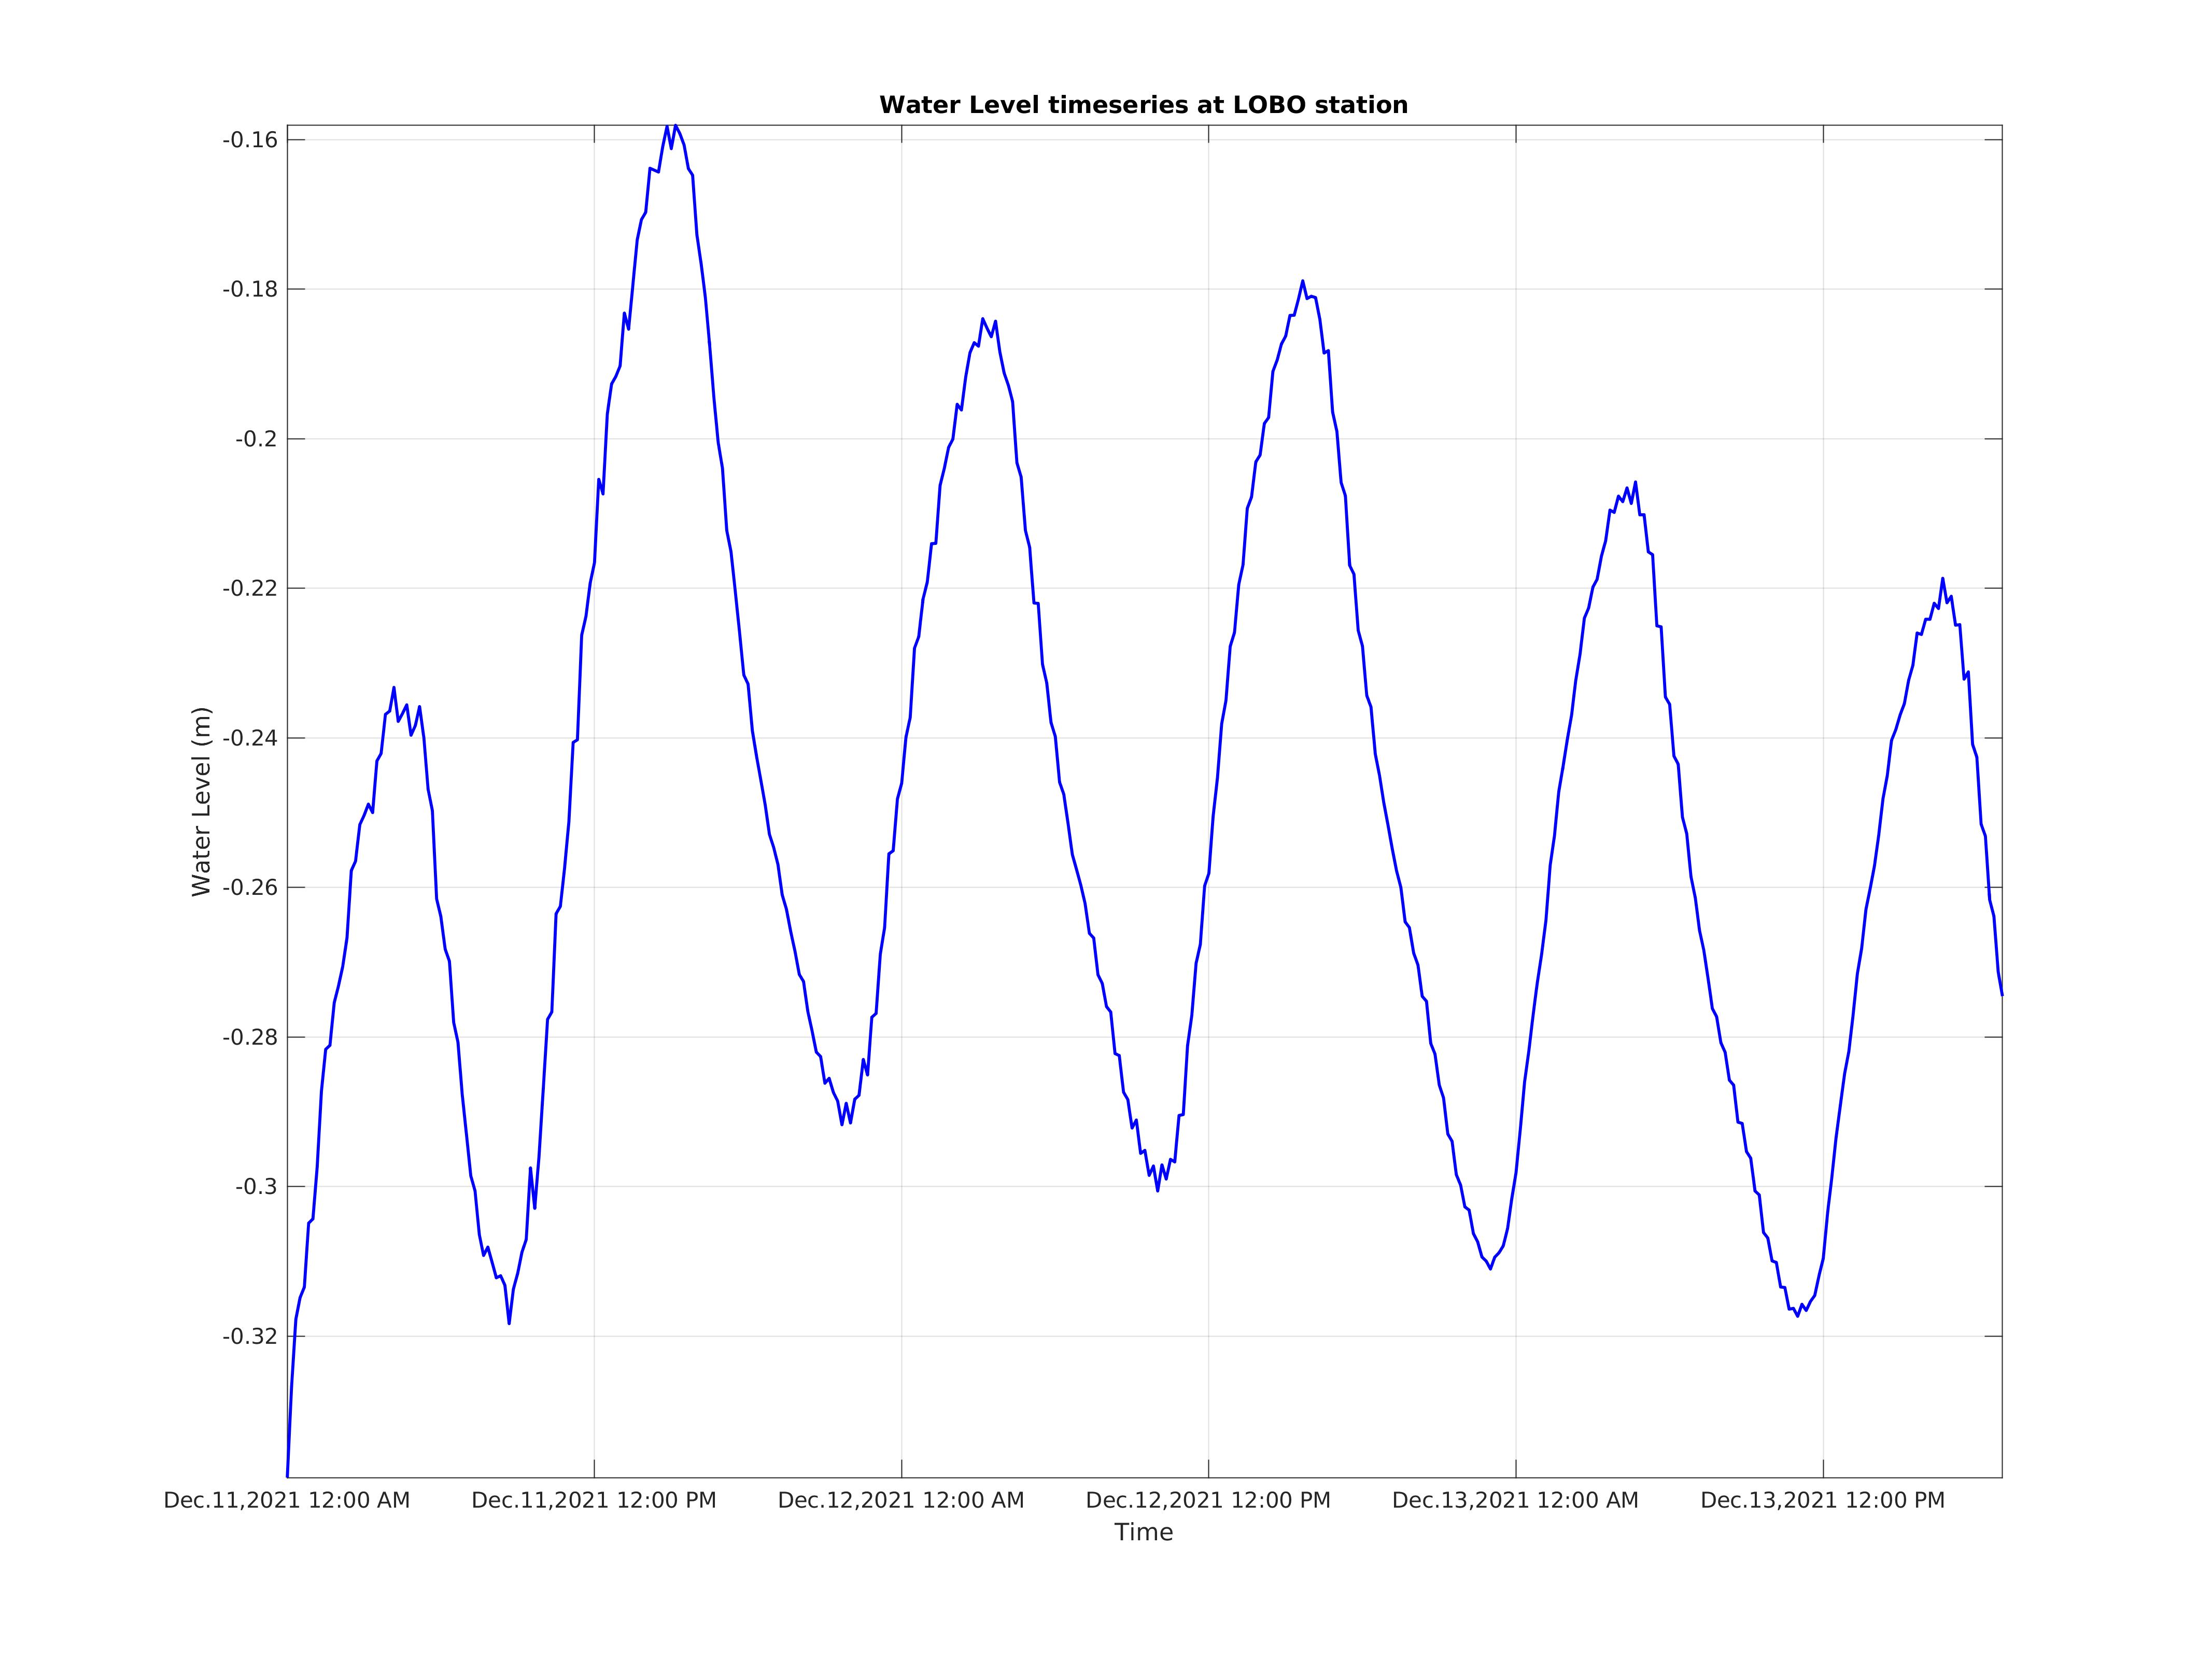 Water Level timeseries at LOBO station
-0.16
-0.18
-0.2
-0.22
-0.24
-0.26
-0.28
-0.3
-0.32
Water Level (m)
Dec.11,2021 12:00 AM Dec.11,2021 12:00 PM Dec.12,2021 12:00 AM Dec.12,2021 12:00 PM Dec.13,2021 12:00 AM Dec.13,2021 12:00 PM
Time